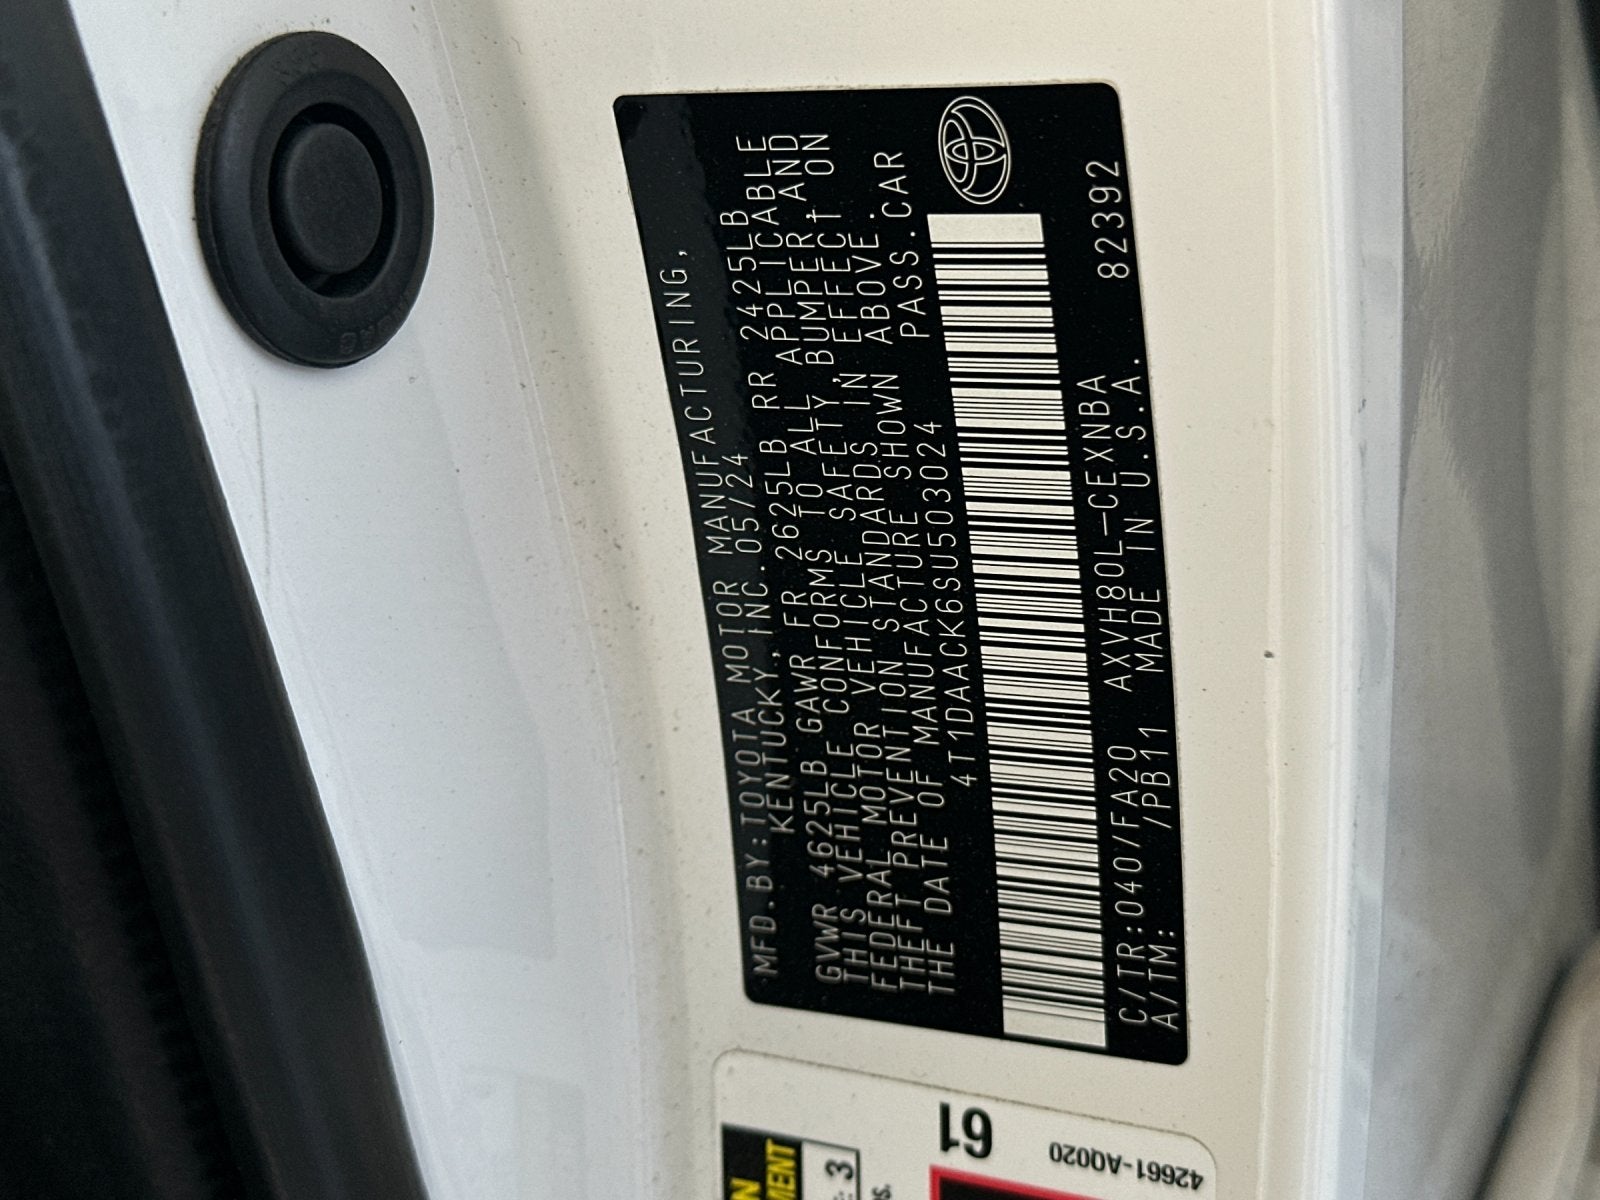 MFD.BY:TOYOTA MOTOR MANUFACTURING,
KENTUCKY, INC. 05/24
GVWR 4625LB GAWR FR 2625LB RR 2425LB
THIS VEHICLE CONFORMS TO ALL APPLICABLE
FEDERAL MOTOR VEHICLE SAFETY, BUMPER, AND
THEFT PREVENTION STANDARDS IN EFFECT ON
THE DATE OF MANUFACTURE SHOWN ABOVE.
4T1DAACK6SU503024 PASS.CAR
C/TR:040/FA20 AXVH80L-CEXNBA 82392
A/TM: /PB11 MADE IN U.S.A.
61
42661-AQ020
3